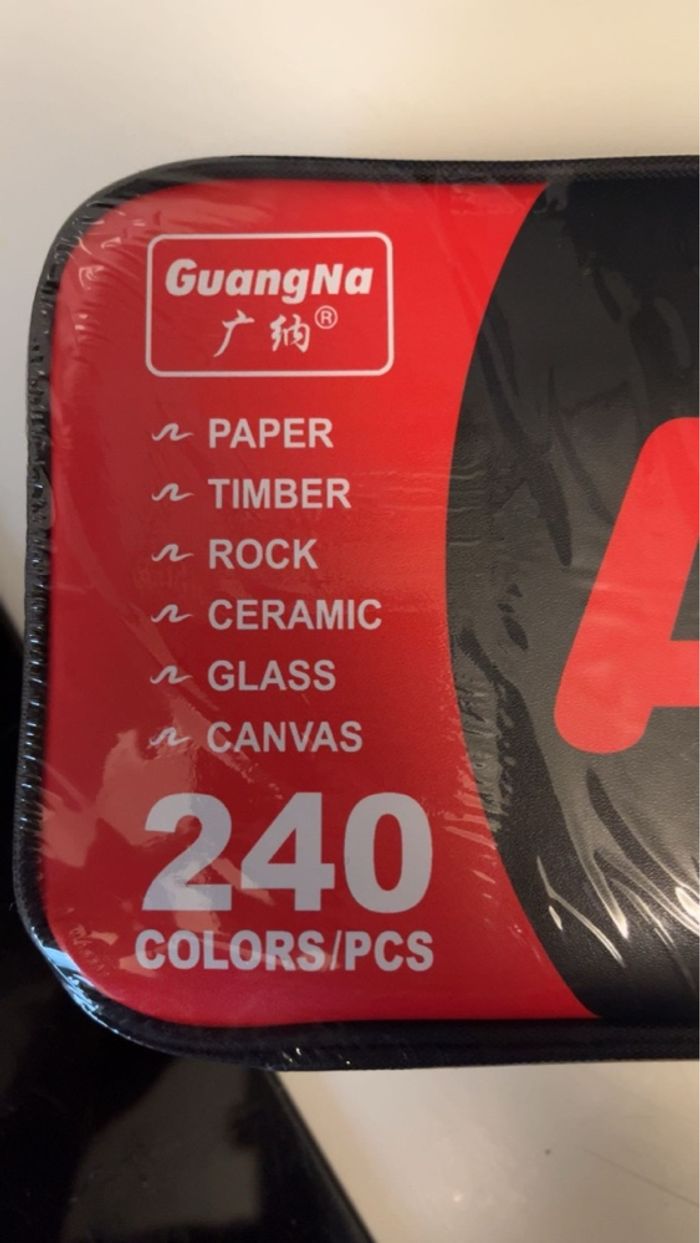 GuangNa
广纳®
PAPER
TIMBER
ROCK
CERAMIC
GLASS
CANVAS
240
COLORS/PCS
A